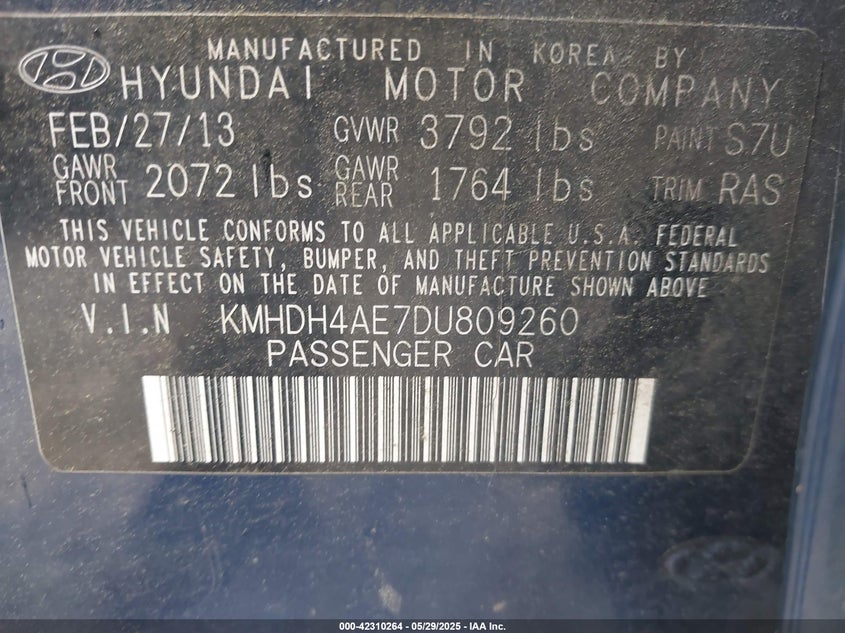 MANUFACTURED IN KOREA BY
HYUNDAI MOTOR COMPANY
FEB/27/13 GVWR 3792 lbs PAINT S7U
GAWR FRONT 2072 lbs GAWR REAR 1764 lbs TRIM RAS
THIS VEHICLE CONFORMS TO ALL APPLICABLE U.S.A. FEDERAL
MOTOR VEHICLE SAFETY, BUMPER, AND THEFT PREVENTION STANDARDS
IN EFFECT ON THE DATE OF MANUFACTURE SHOWN ABOVE
V.I.N KMHDH4AE7DU809260
PASSENGER CAR
000-42310264 - 05/29/2025 - IAA Inc.